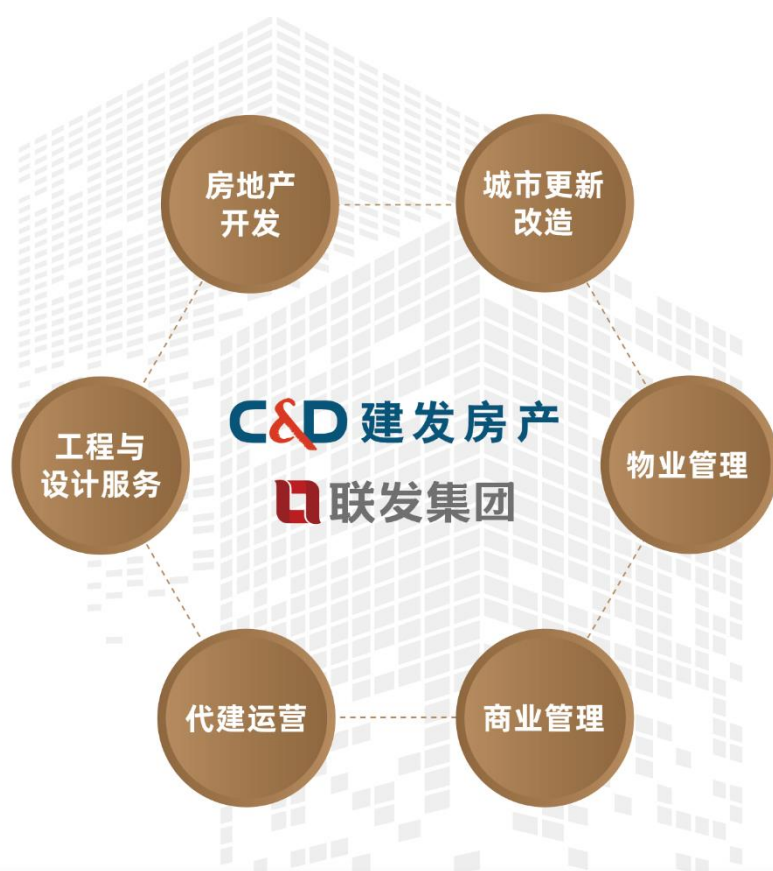 房地产
开发
城市更新
改造
工程与
设计服务
C&D 建发房产
联发集团
物业管理
代建运营
商业管理